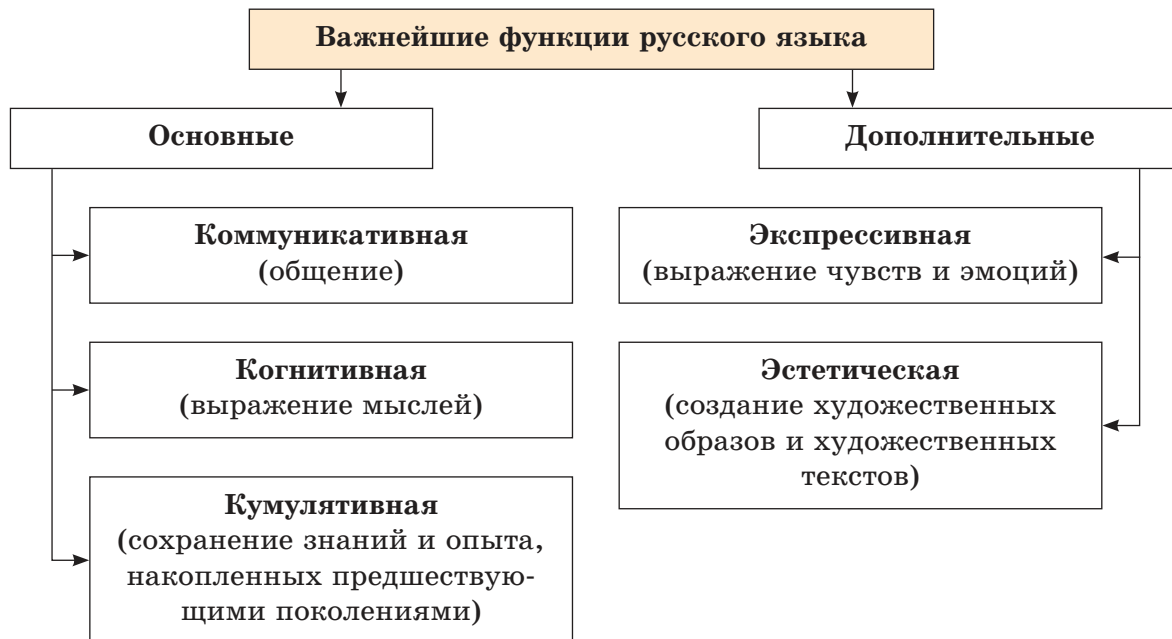 Важнейшие функции русского языка
Основные
Дополнительные
Коммуникативная
(общение)
Когнитивная
(выражение мыслей)
Кумулятивная
(сохранение знаний и опыта,
накопленных предшествую-
щими поколениями)
Экспрессивная
(выражение чувств и эмоций)
Эстетическая
(создание художественных
образов и художественных
текстов)